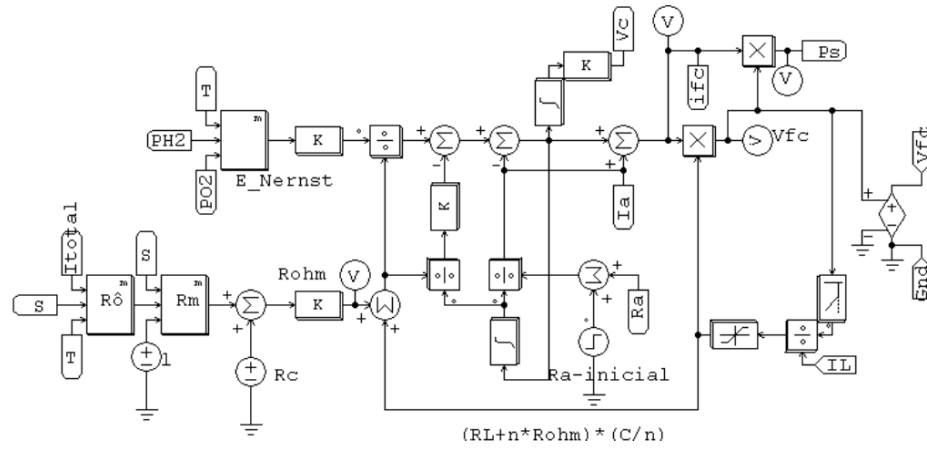 Vc
V
Ps
V
K
ifc
T
m
PH2
K
Vfc
PO2
E_Nernst
K
Ia
Vfc
Itotal
S
Rohm
V
S
Rô
m
Rm
K
Ra
Gnd
T
1
Rc
Ra-inicial
IL
(RL+n*Rohm)*(C/n)